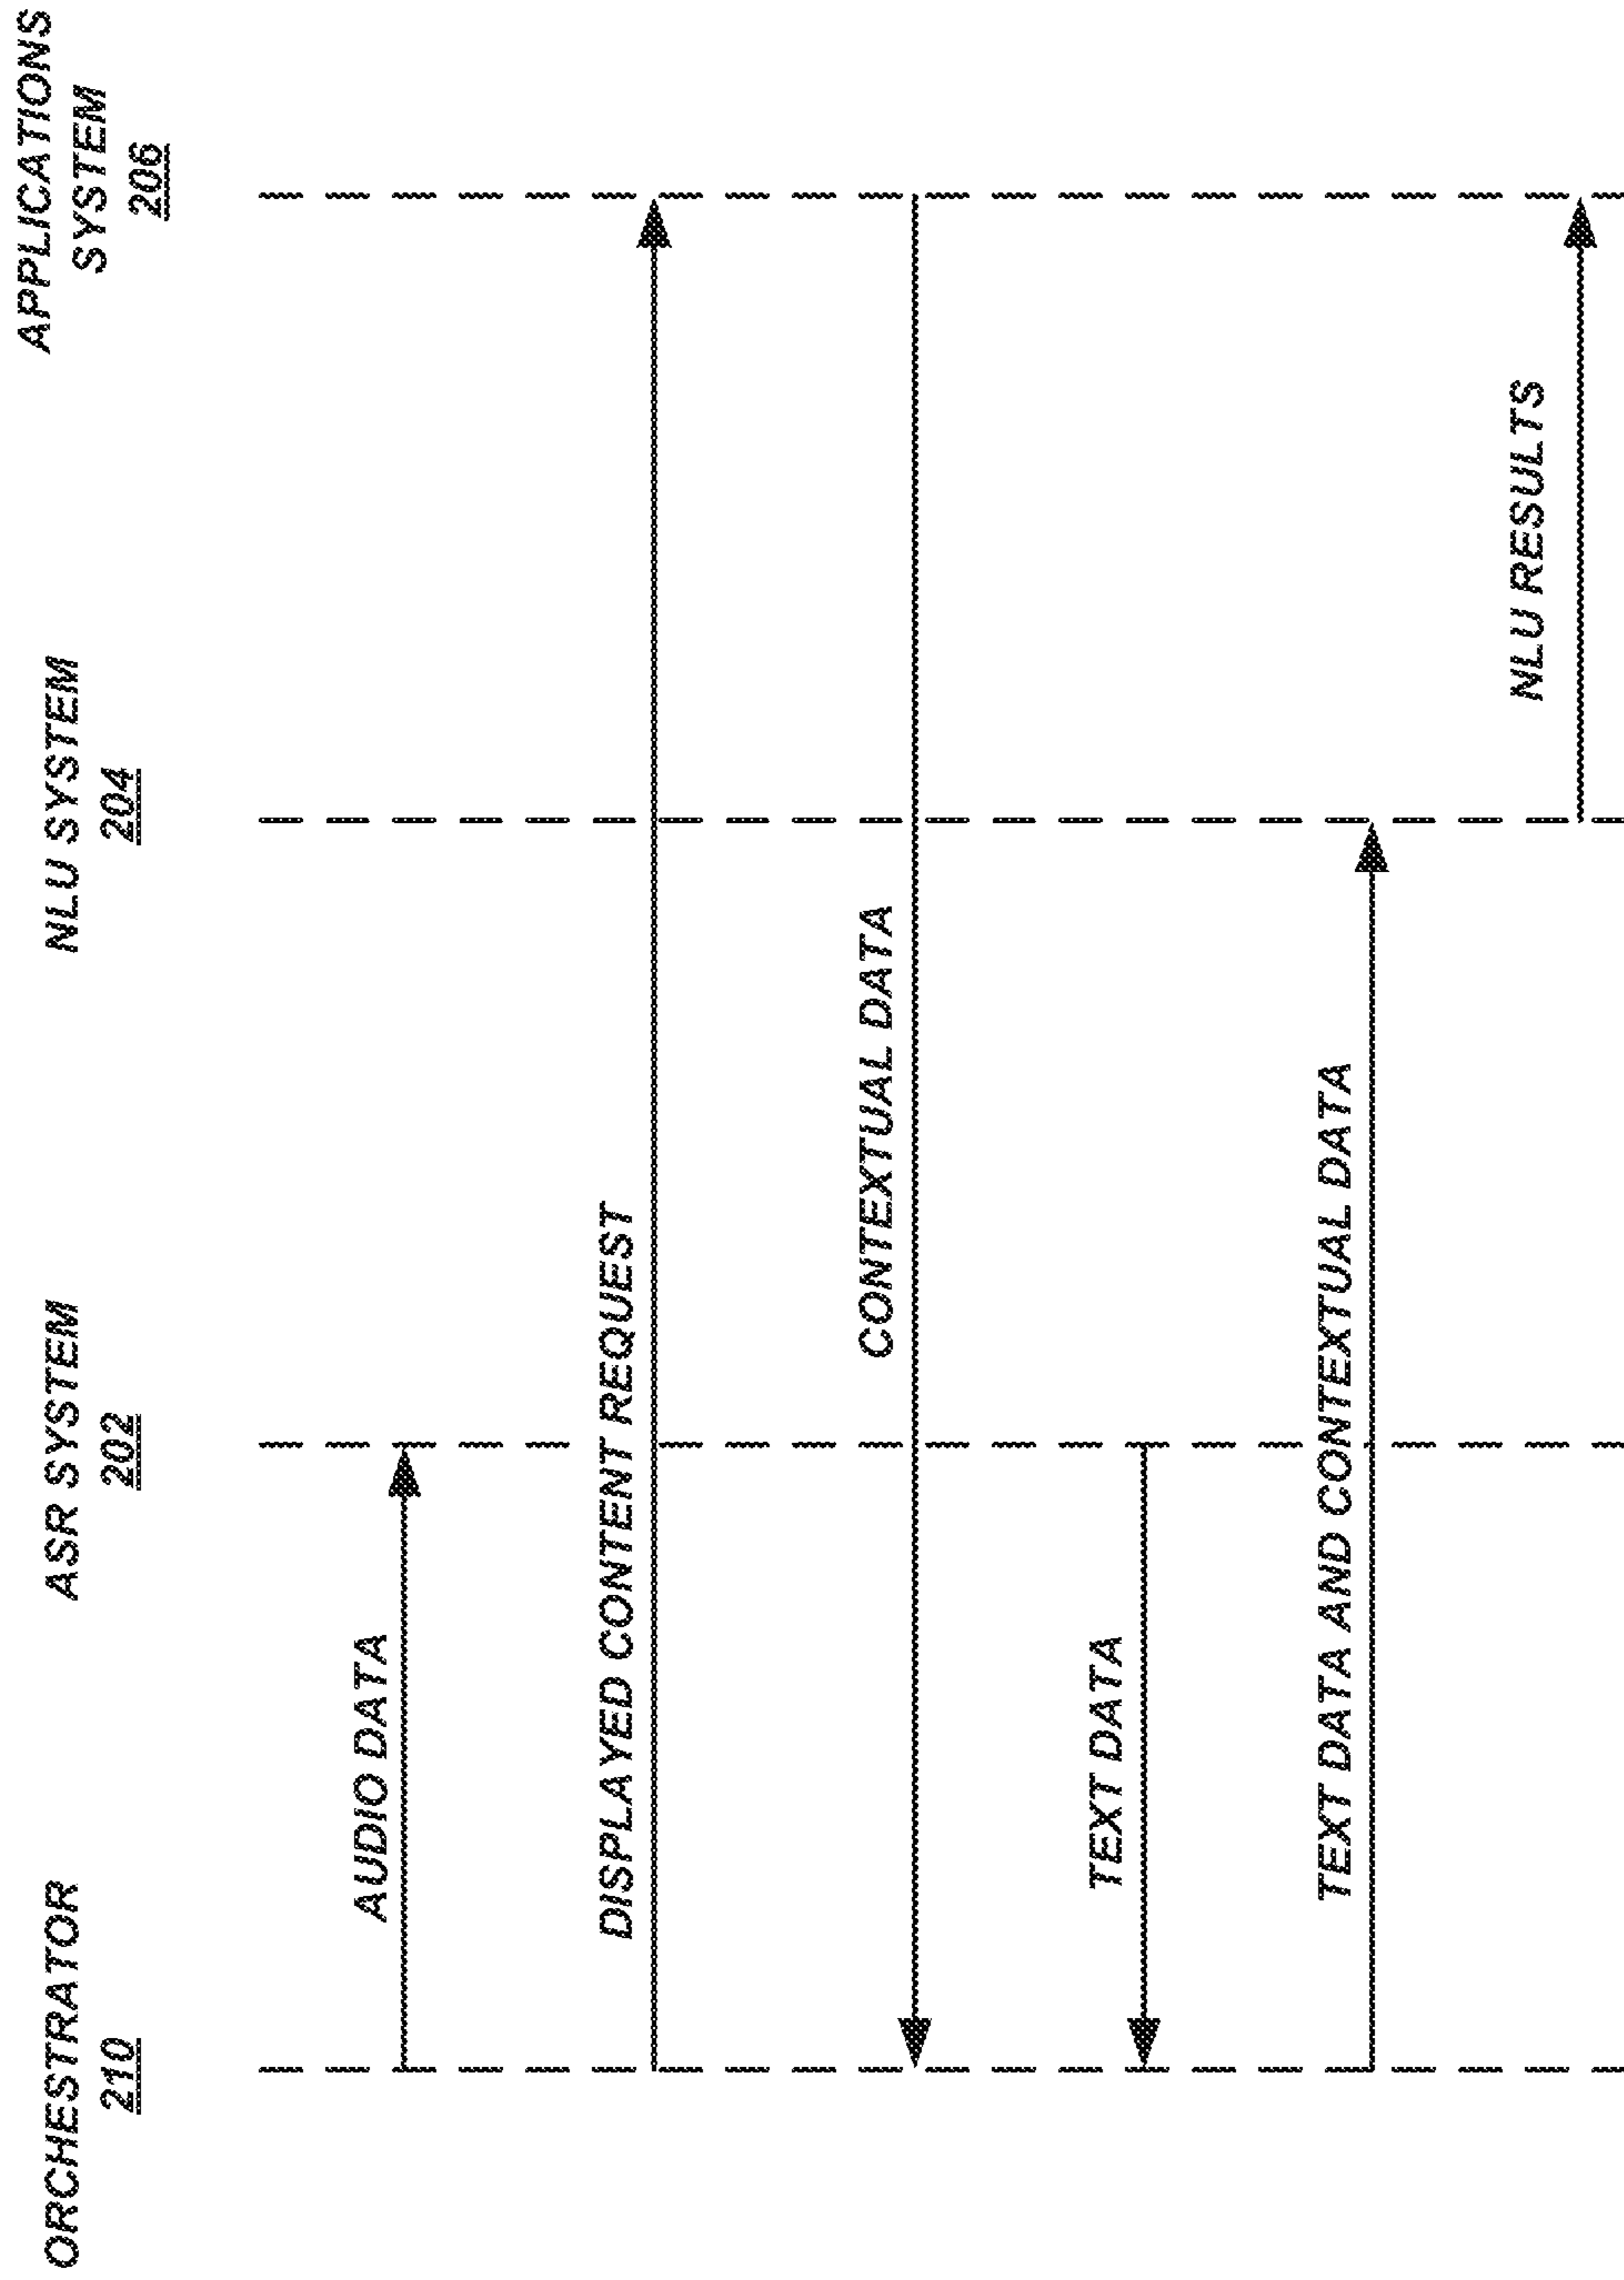 ORCHESTRATOR
210
ASR SYSTEM
202
NLU SYSTEM
204
APPLICATIONS
SYSTEM
206
AUDIO DATA
DISPLAYED CONTENT REQUEST
CONTEXTUAL DATA
TEXT DATA
TEXT DATA AND CONTEXTUAL DATA
NLU RESULTS